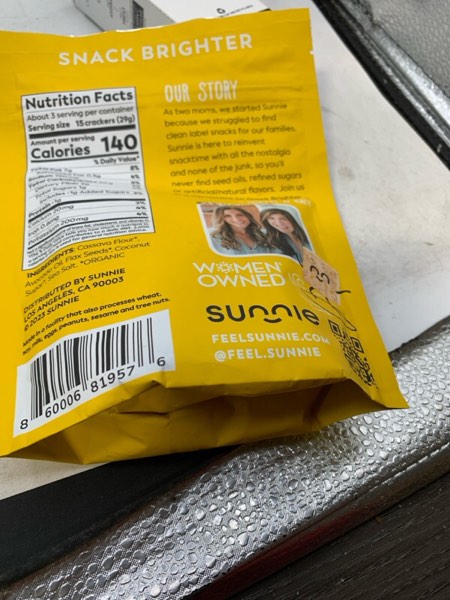 SNACK BRIGHTER
Nutrition Facts
About 3 serving per container
Serving size 15 crackers (29g)
Amount per serving
Calories 140
% Daily Value*
OUR STORY
As two moms, we started Sunnie
because we struggled to find
clean label snacks for our families.
Sunnie is here to reinvent
snacktime with all the nostalgia
and none of the junk, so you'll
never find seed oils, refined sugars
or artificial/natural flavors. Join us
INGREDIENTS: Cassava Flour*,
Avocado Oil, Flax Seeds*, Coconut
Sugar, Sea Salt. *ORGANIC
DISTRIBUTED BY SUNNIE
LOS ANGELES, CA 90003
© 2023 SUNNIE
Made in a facility that also processes wheat,
soy, milk, eggs, peanuts, sesame and tree nuts.
8 60006 81957 6
WOMEN
OWNED
sunnie
FEELSUNNIE.COM
@FEEL.SUNNIE